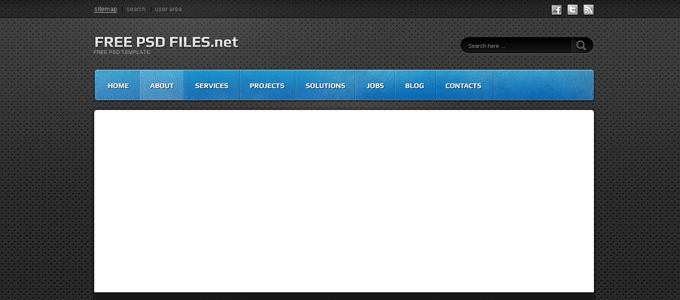 sitemap | search | user area
FREE PSD FILES.net
FREE PSD TEMPLATE
Search here ...
HOME ABOUT SERVICES PROJECTS SOLUTIONS JOBS BLOG CONTACTS